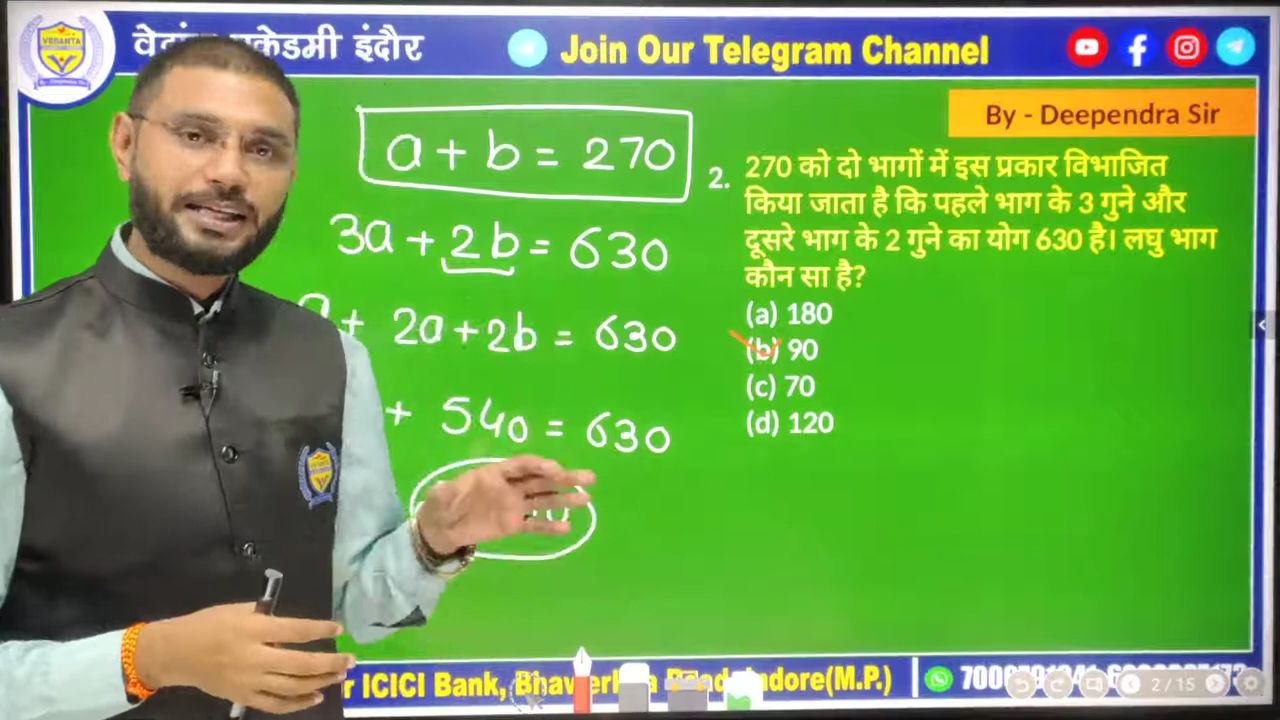 VEDANTA
वेदांता एकेडमी इंदौर
Join Our Telegram Channel
By - Deependra Sir
a + b = 270
3a + 2b = 630
a + 2a + 2b = 630
+ 540 = 630
2. 270 को दो भागों में इस प्रकार विभाजित
किया जाता है कि पहले भाग के 3 गुने और
दूसरे भाग के 2 गुने का योग 630 है। लघु भाग
कौन सा है?
(a) 180
(b) 90
(c) 70
(d) 120
ICICI Bank, Indore(M.P.)
2/15